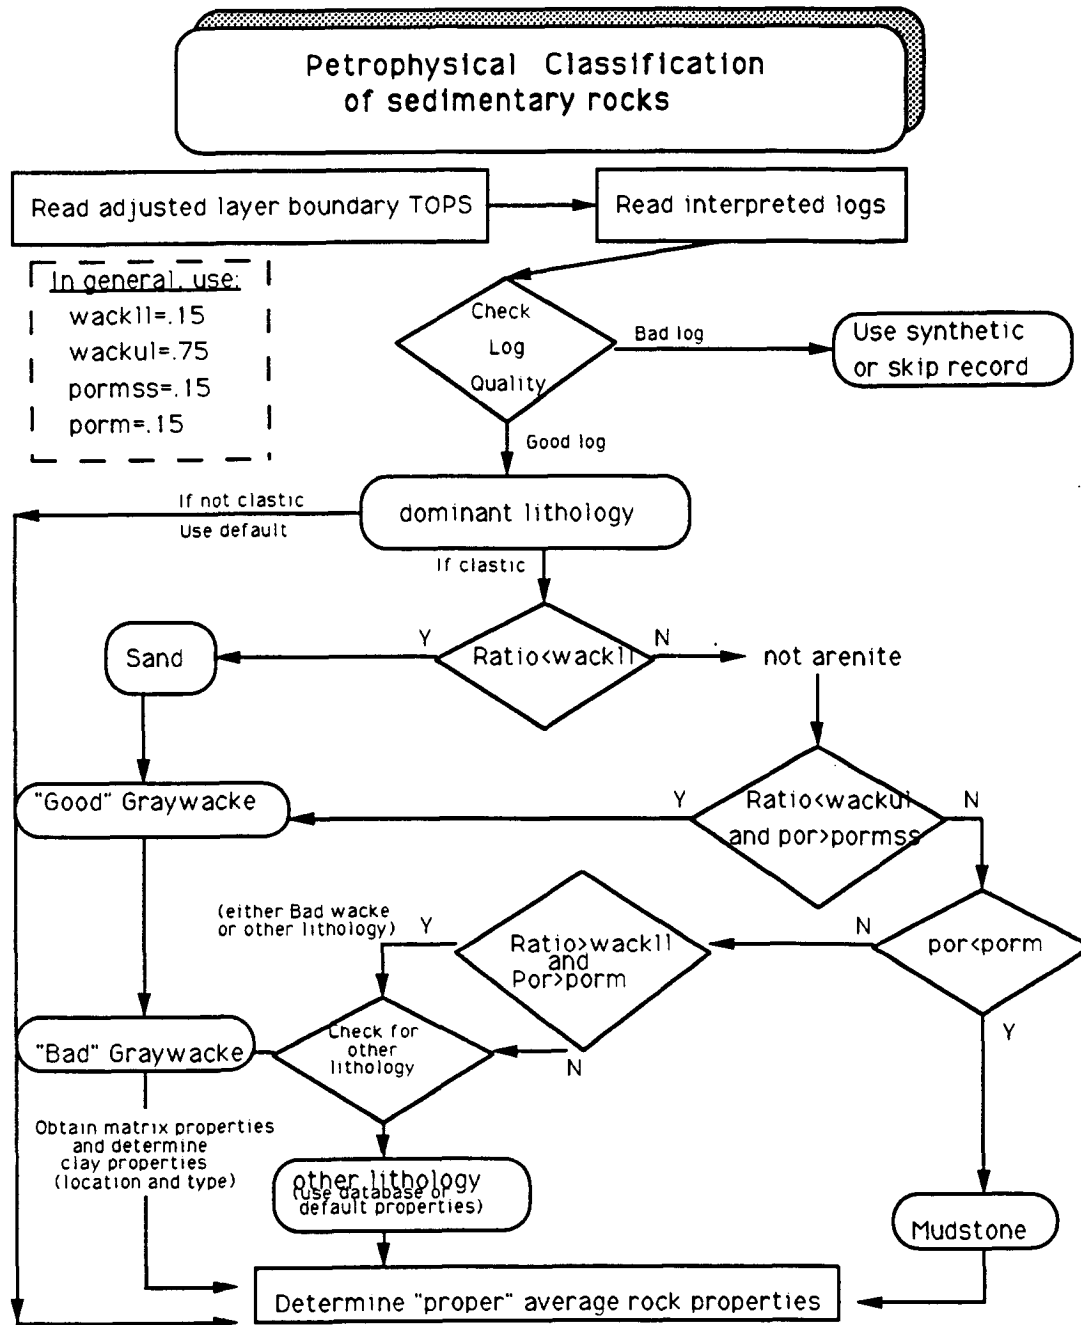 Petrophysical Classification
of sedimentary rocks
Read adjusted layer boundary TOPS
Read interpreted logs
In general, use:
wackll=.15
wackul=.75
pormss=.15
porm=.15
Check
Log
Quality
Bad log
Use synthetic
or skip record
Good log
If not clastic
Use default
dominant lithology
If clastic
Y
Ratio<wackll
N
Sand
not arenite
"Good" Graywacke
Y
Ratio<wackul
and por>pormss
N
(either Bad wacke
or other lithology)
Y
Ratio>wackll
and
Por>porm
N
por<porm
"Bad" Graywacke
Check for
other
lithology
N
Y
Obtain matrix properties
and determine
clay properties
(location and type)
other lithology
(use database or
default properties)
Mudstone
Determine "proper" average rock properties